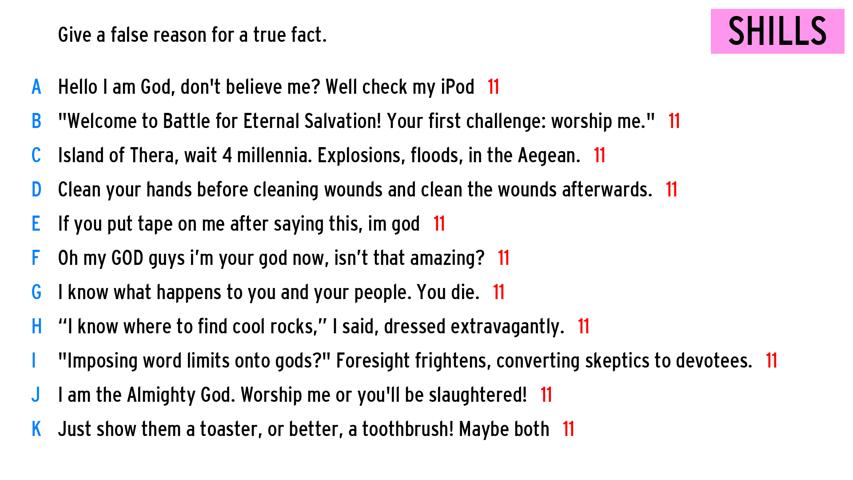 Give a false reason for a true fact.
SHILLS
A Hello I am God, don't believe me? Well check my iPod 11
B "Welcome to Battle for Eternal Salvation! Your first challenge: worship me." 11
C Island of Thera, wait 4 millennia. Explosions, floods, in the Aegean. 11
D Clean your hands before cleaning wounds and clean the wounds afterwards. 11
E If you put tape on me after saying this, im god 11
F Oh my GOD guys i’m your god now, isn’t that amazing? 11
G I know what happens to you and your people. You die. 11
H “I know where to find cool rocks,” I said, dressed extravagantly. 11
I "Imposing word limits onto gods?" Foresight frightens, converting skeptics to devotees. 11
J I am the Almighty God. Worship me or you'll be slaughtered! 11
K Just show them a toaster, or better, a toothbrush! Maybe both 11